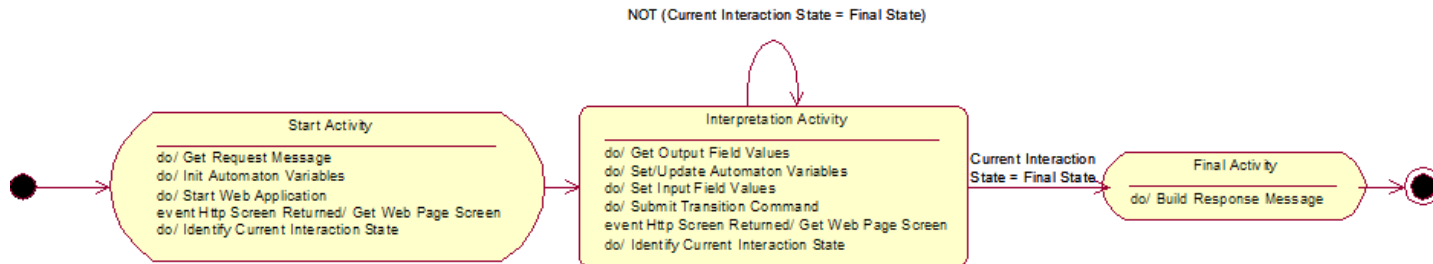 NOT (Current Interaction State = Final State)
Start Activity
do/ Get Request Message
do/ Init Automaton Variables
do/ Start Web Application
event Http Screen Returned/ Get Web Page Screen
do/ Identify Current Interaction State
Interpretation Activity
do/ Get Output Field Values
do/ Set/Update Automaton Variables
do/ Set Input Field Values
do/ Submit Transition Command
event Http Screen Returned/ Get Web Page Screen
do/ Identify Current Interaction State
Current Interaction
State = Final State
Final Activity
do/ Build Response Message